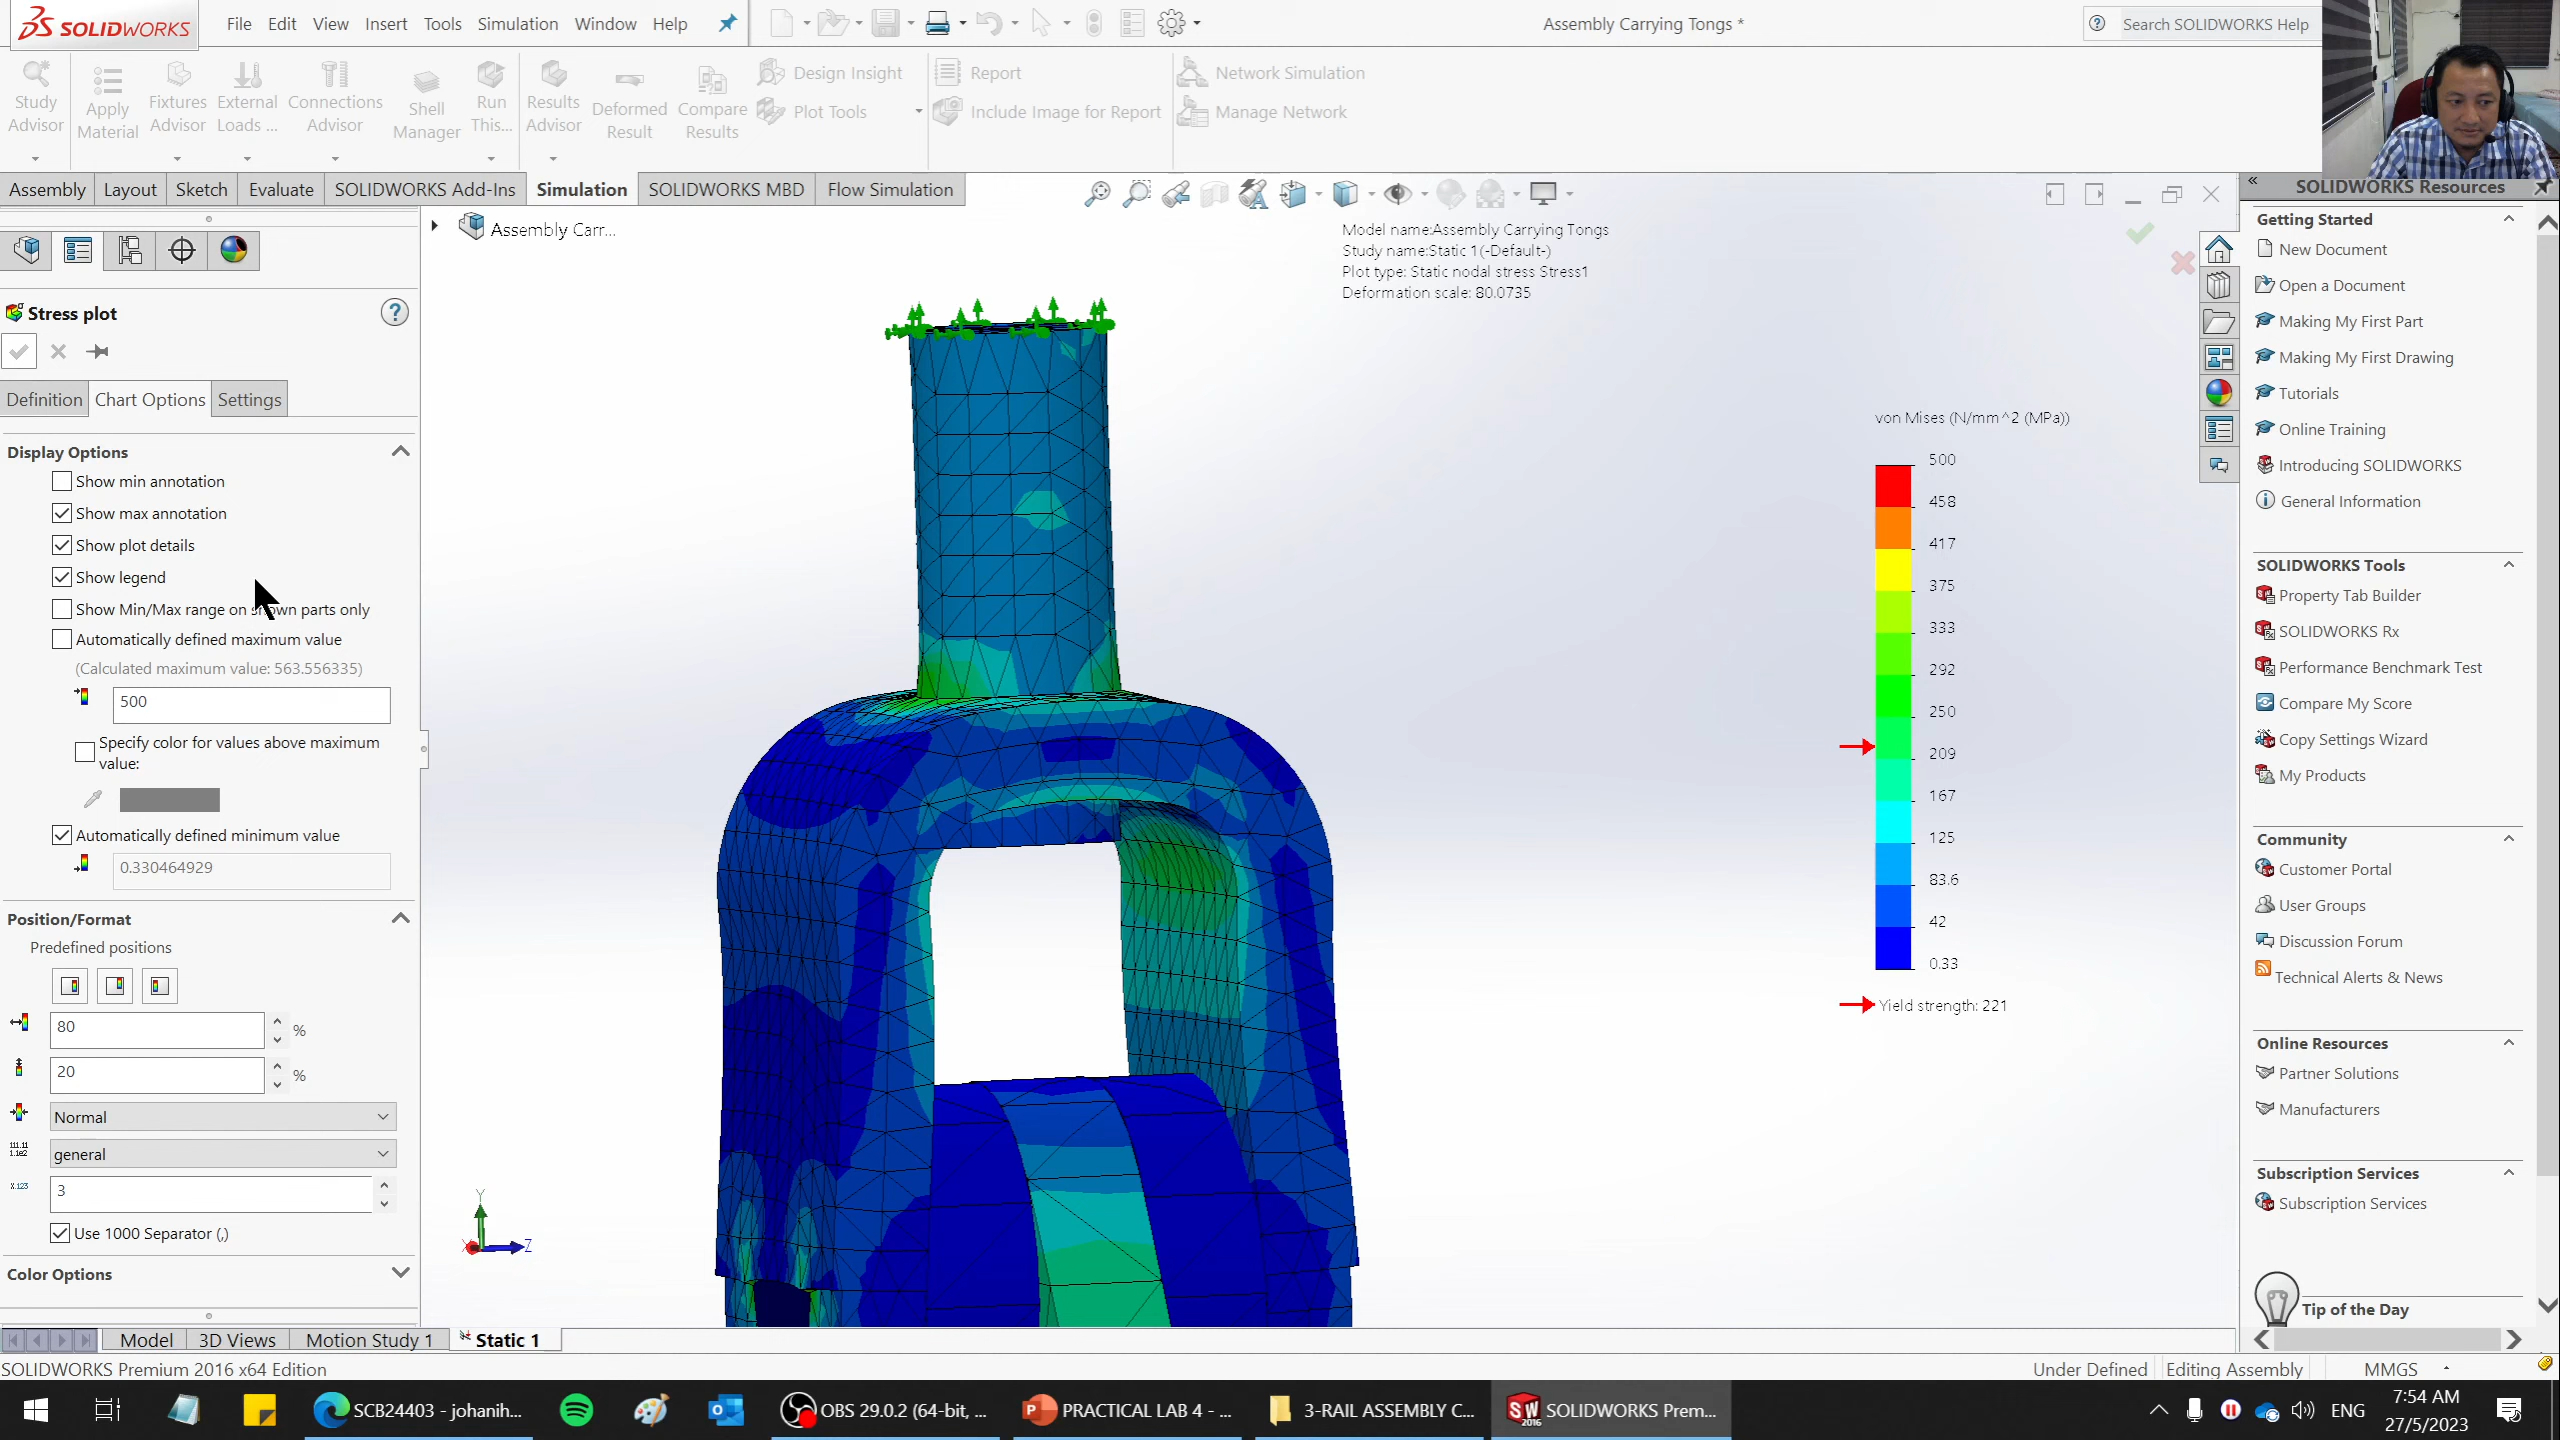 SOLIDWORKS
File Edit View Insert Tools Simulation Window Help
Assembly Carrying Tongs *
Search SOLIDWORKS Help
Study Advisor
Apply Material
Fixtures Advisor
External Loads ...
Connections Advisor
Shell Manager
Run This...
Results Advisor
Deformed Result
Compare Results
Design Insight
Plot Tools
Report
Include Image for Report
Network Simulation
Manage Network
Assembly Layout Sketch Evaluate SOLIDWORKS Add-Ins Simulation SOLIDWORKS MBD Flow Simulation
Assembly Carr...
Stress plot
Definition Chart Options Settings
Display Options
Show min annotation
Show max annotation
Show plot details
Show legend
Show Min/Max range on shown parts only
Automatically defined maximum value
(Calculated maximum value: 563.556335)
500
Specify color for values above maximum
value:
Automatically defined minimum value
0.330464929
Position/Format
Predefined positions
80 %
20 %
Normal
111.11
1.1e2
general
X.123
3
Use 1000 Separator (,)
Color Options
Model name:Assembly Carrying Tongs
Study name:Static 1(-Default-)
Plot type: Static nodal stress Stress1
Deformation scale: 80.0735
von Mises (N/mm^2 (MPa))
500
458
417
375
333
292
250
209
167
125
83.6
42
0.33
Yield strength: 221
Y
X
Z
SOLIDWORKS Resources
Getting Started
New Document
Open a Document
Making My First Part
Making My First Drawing
Tutorials
Online Training
Introducing SOLIDWORKS
General Information
SOLIDWORKS Tools
Property Tab Builder
SOLIDWORKS Rx
Performance Benchmark Test
Compare My Score
Copy Settings Wizard
My Products
Community
Customer Portal
User Groups
Discussion Forum
Technical Alerts & News
Online Resources
Partner Solutions
Manufacturers
Subscription Services
Subscription Services
Tip of the Day
Model 3D Views Motion Study 1 Static 1
SOLIDWORKS Premium 2016 x64 Edition
Under Defined Editing Assembly MMGS
SCB24403 - johanih...
OBS 29.0.2 (64-bit, ...
PRACTICAL LAB 4 - ...
3-RAIL ASSEMBLY C...
SW 2016
SOLIDWORKS Prem...
ENG
7:54 AM
27/5/2023